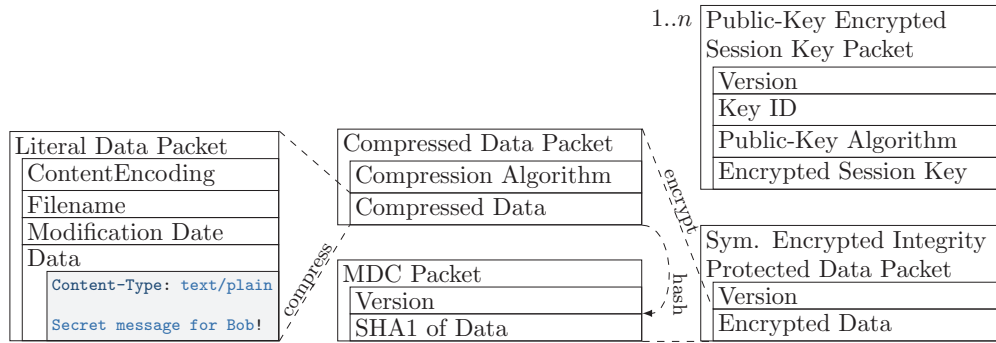 Literal Data Packet
ContentEncoding
Filename
Modification Date
Data
Content-Type: text/plain
Secret message for Bob!
compress
Compressed Data Packet
Compression Algorithm
Compressed Data
MDC Packet
Version
SHA1 of Data
hash
encrypt
1..n
Public-Key Encrypted
Session Key Packet
Version
Key ID
Public-Key Algorithm
Encrypted Session Key
Sym. Encrypted Integrity
Protected Data Packet
Version
Encrypted Data